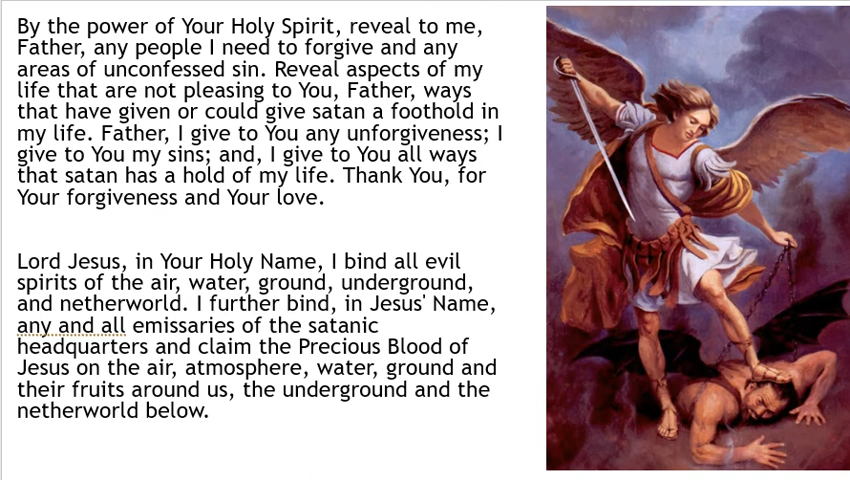 By the power of Your Holy Spirit, reveal to me,
Father, any people I need to forgive and any
areas of unconfessed sin. Reveal aspects of my
life that are not pleasing to You, Father, ways
that have given or could give satan a foothold in
my life. Father, I give to You any unforgiveness; I
give to You my sins; and, I give to You all ways
that satan has a hold of my life. Thank You, for
Your forgiveness and Your love.
Lord Jesus, in Your Holy Name, I bind all evil
spirits of the air, water, ground, underground,
and netherworld. I further bind, in Jesus' Name,
any and all emissaries of the satanic
headquarters and claim the Precious Blood of
Jesus on the air, atmosphere, water, ground and
their fruits around us, the underground and the
netherworld below.